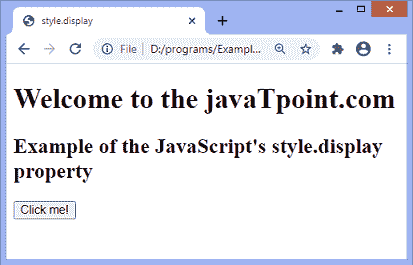 style.display
File
D:/programs/Exampl...
Welcome to the javaTpoint.com
Example of the JavaScript's style.display
property
Click me!